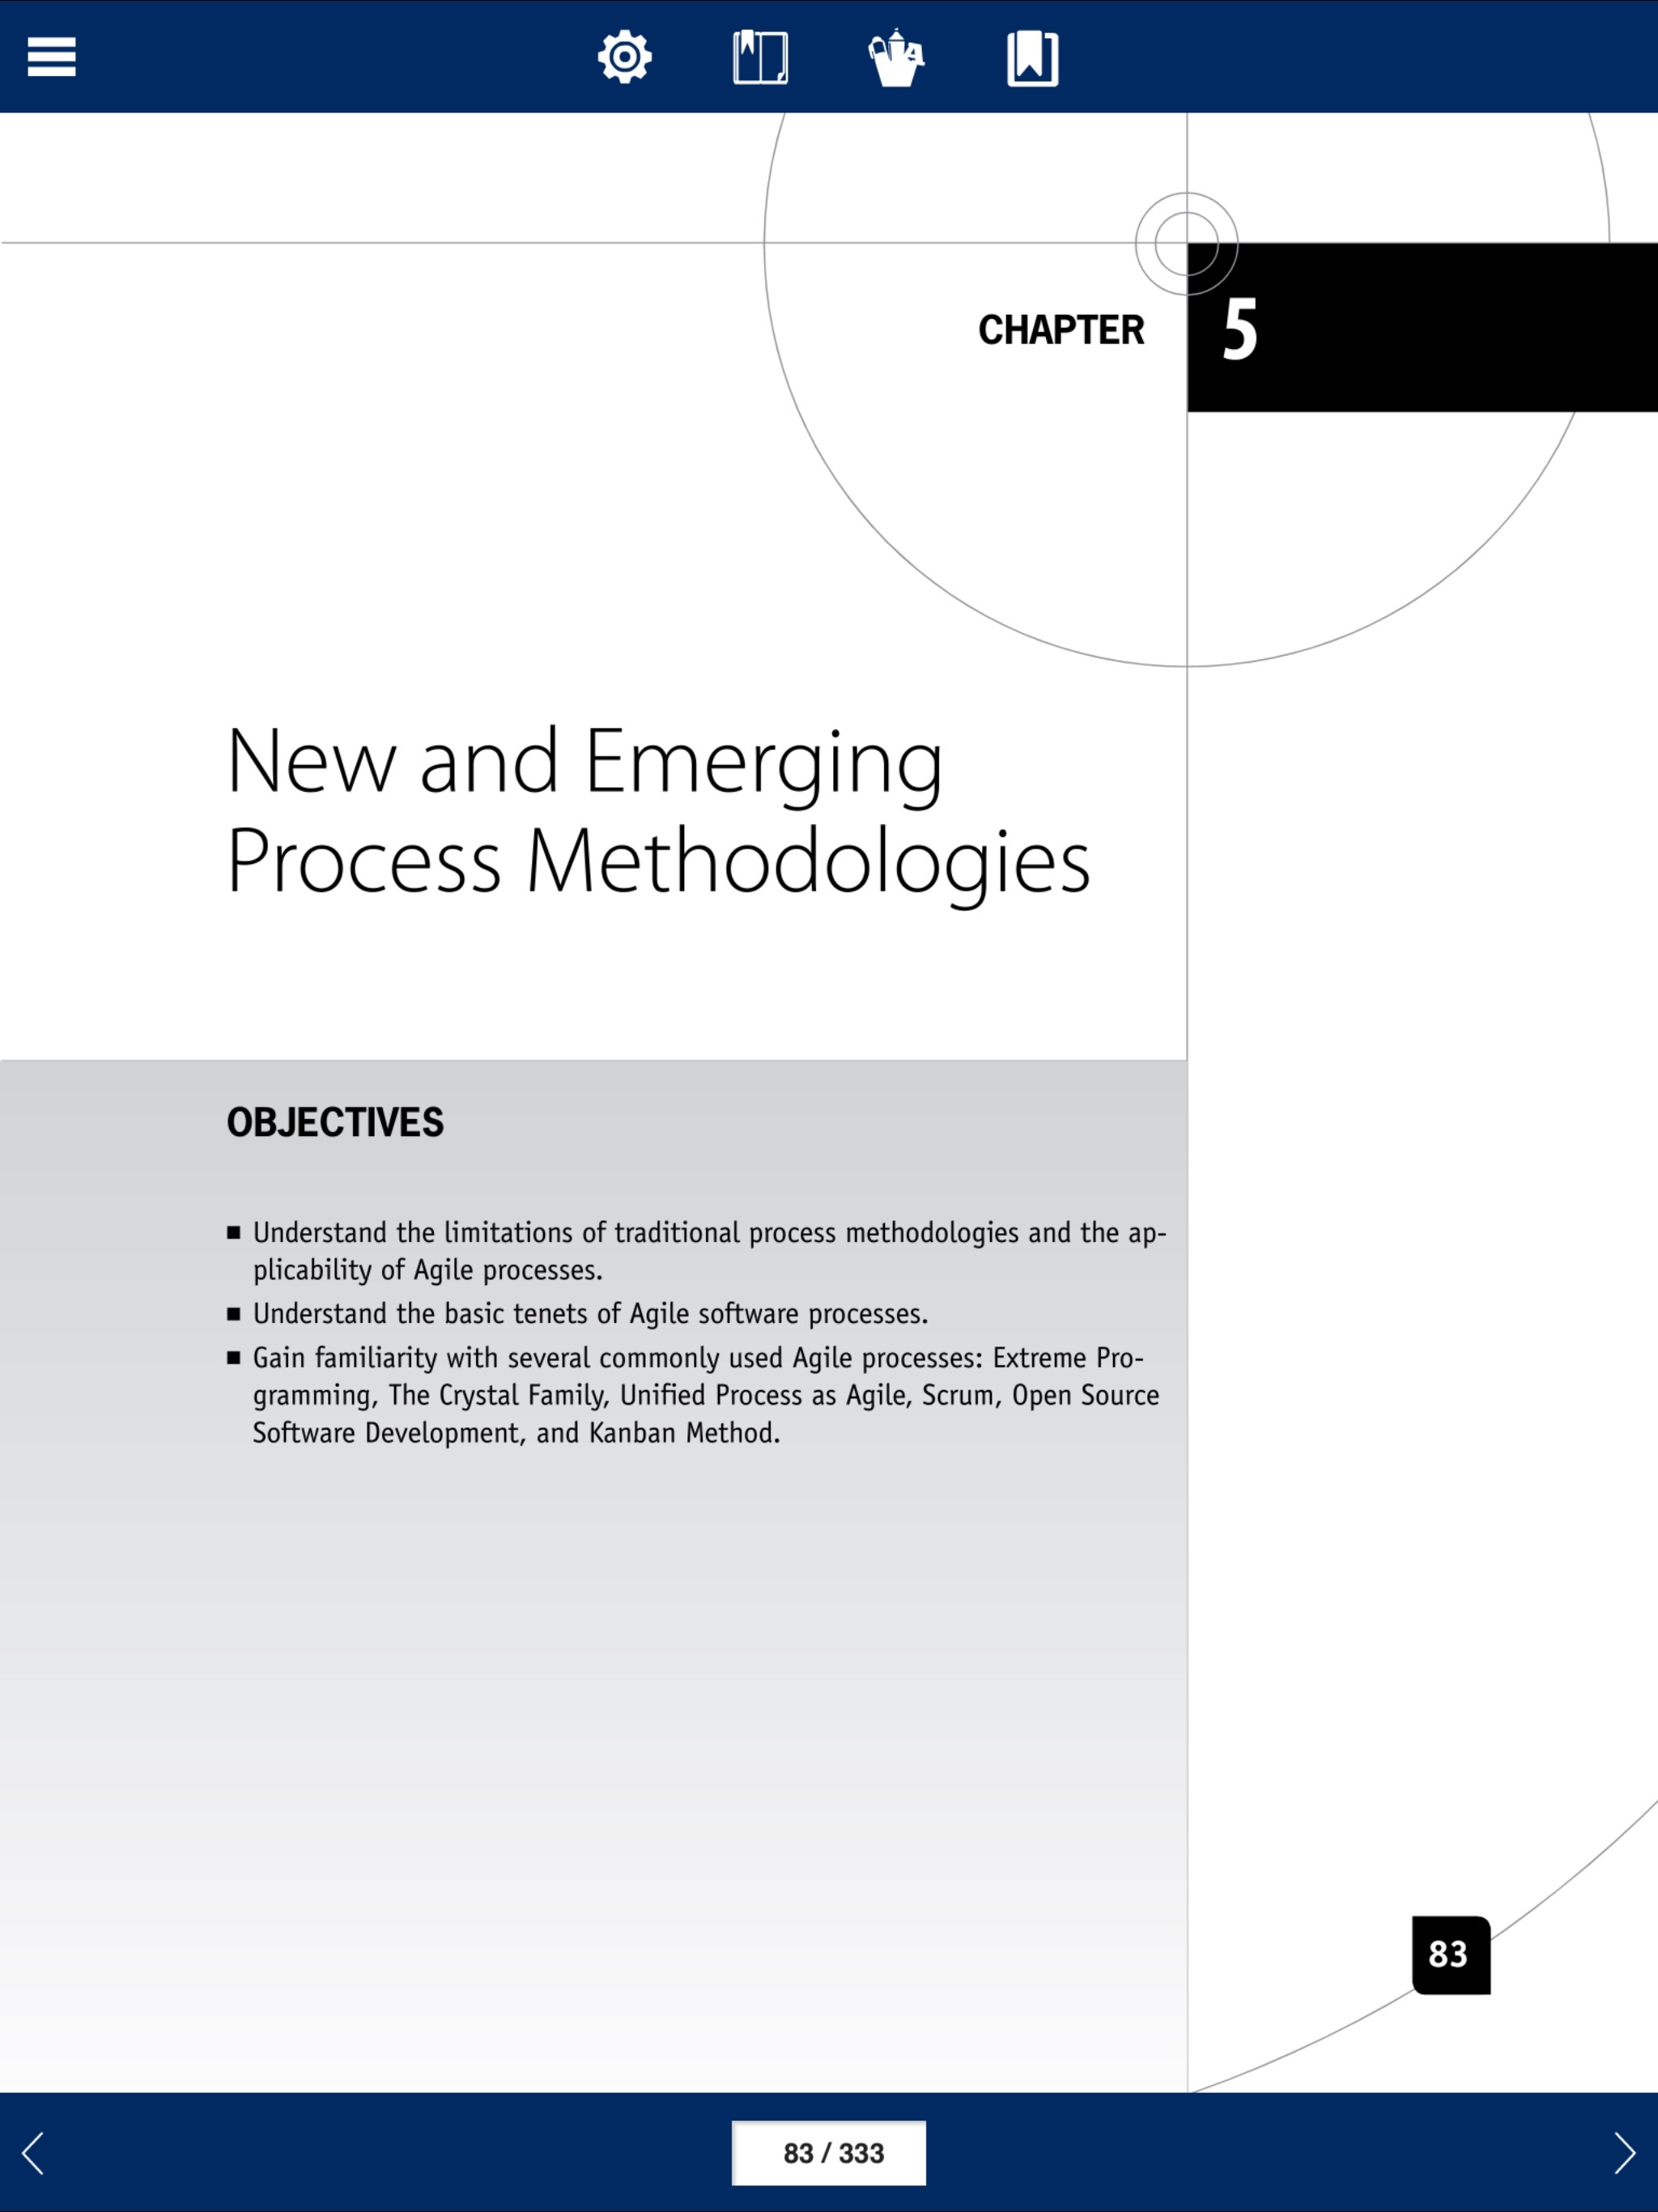 CHAPTER 5
New and Emerging
Process Methodologies
OBJECTIVES
■ Understand the limitations of traditional process methodologies and the ap-
plicability of Agile processes.
■ Understand the basic tenets of Agile software processes.
■ Gain familiarity with several commonly used Agile processes: Extreme Pro-
gramming, The Crystal Family, Unified Process as Agile, Scrum, Open Source
Software Development, and Kanban Method.
83
83 / 333